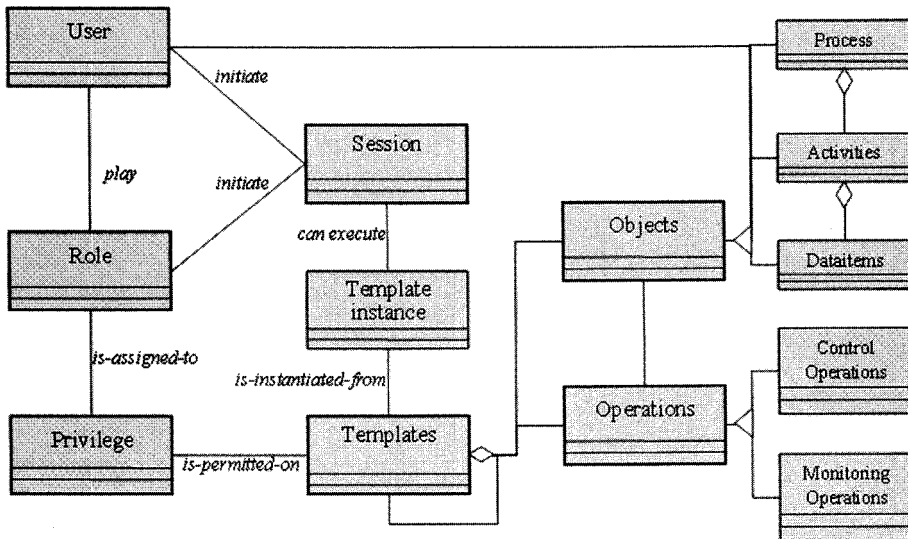 User
Process
initiate
Session
Activities
play
initiate
Role
can execute
Objects
Dataitems
Template
instance
Control
Operations
is-assigned-to
is-instantiated-from
Operations
Privilege
Templates
is-permitted-on
Monitoring
Operations